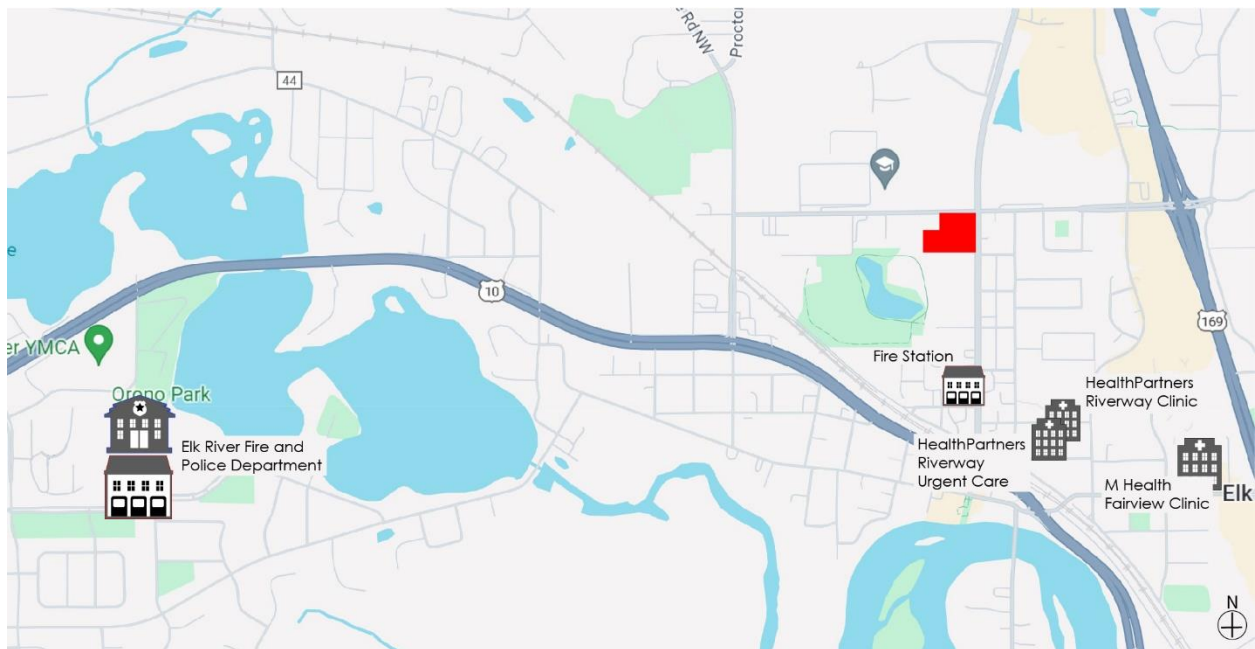 Rd NW
Proctor
44
10
er YMCA
Orono Park
Elk River Fire and
Police Department
Fire Station
169
HealthPartners
Riverway Clinic
HealthPartners
Riverway
Urgent Care
M Health
Fairview Clinic
Elk
N